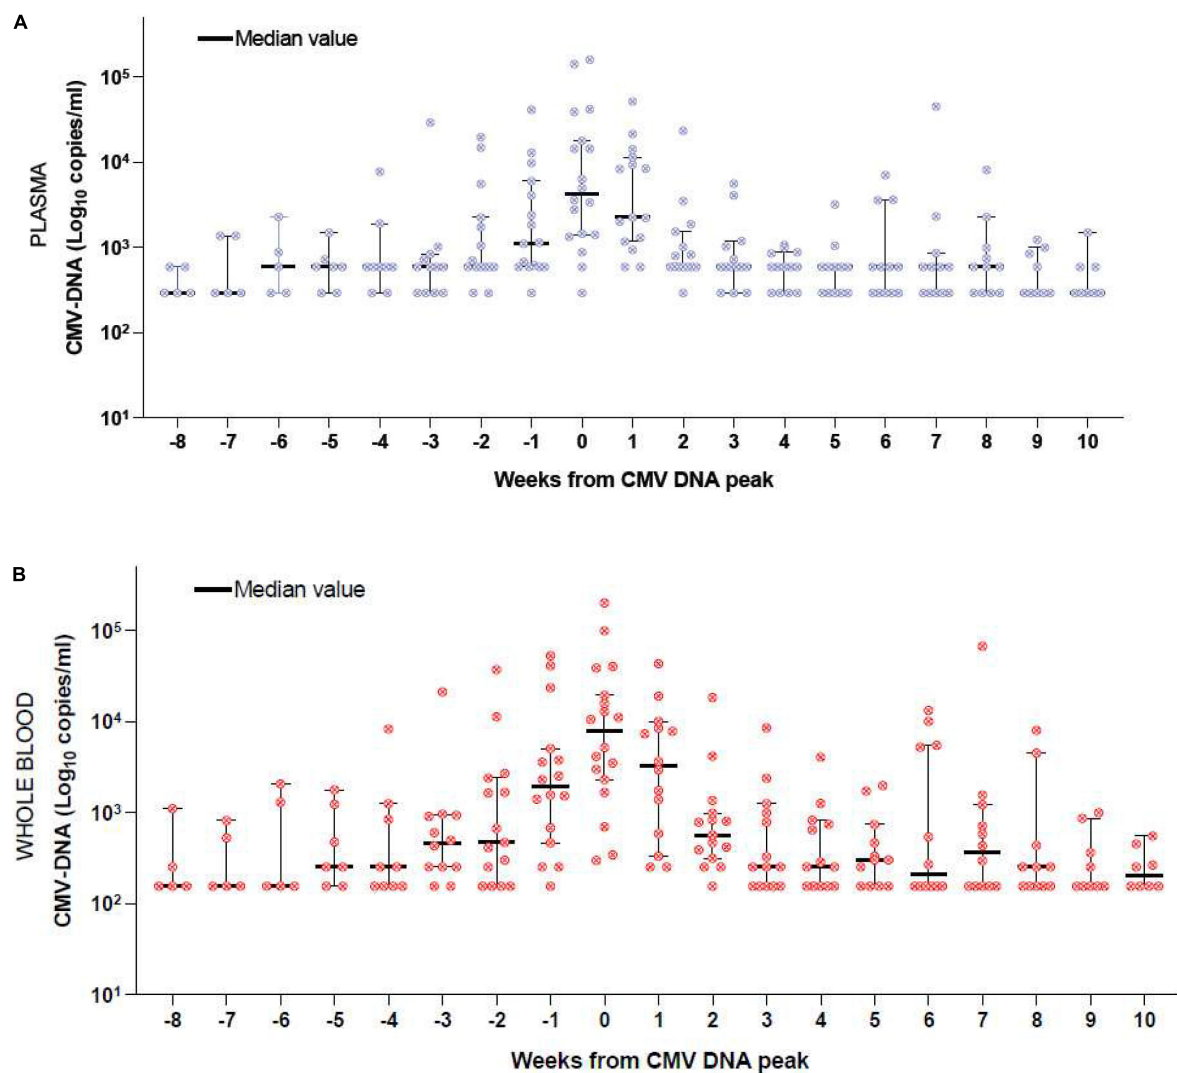 A
Median value
PLASMA
CMV-DNA (Log10 copies/ml)
10⁵
10⁴
10³
10²
10¹
-8 -7 -6 -5 -4 -3 -2 -1 0 1 2 3 4 5 6 7 8 9 10
Weeks from CMV DNA peak
B
Median value
WHOLE BLOOD
CMV-DNA (Log10 copies/ml)
10⁵
10⁴
10³
10²
10¹
-8 -7 -6 -5 -4 -3 -2 -1 0 1 2 3 4 5 6 7 8 9 10
Weeks from CMV DNA peak